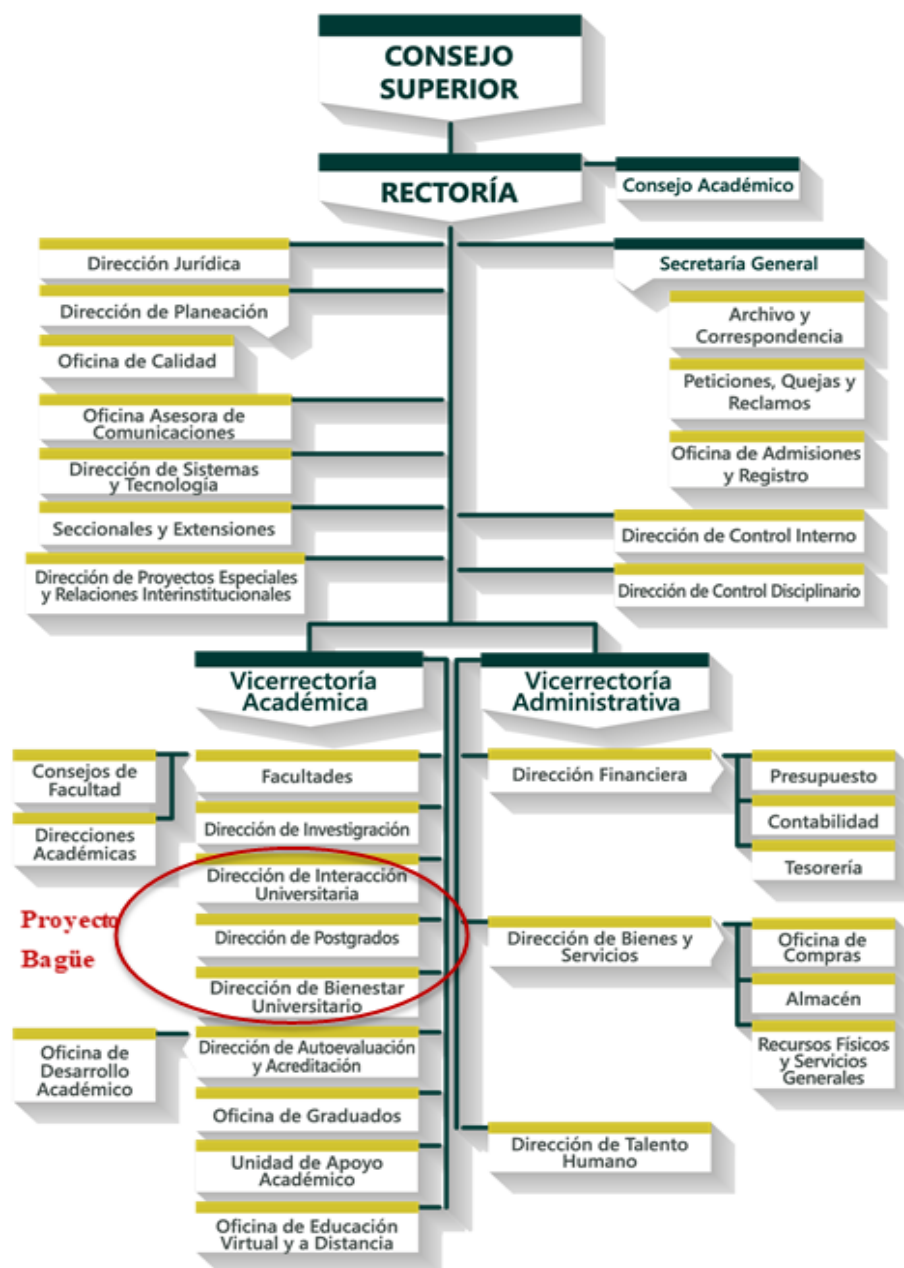 CONSEJO
SUPERIOR
RECTORÍA
Consejo Académico
Dirección Jurídica
Dirección de Planeación
Oficina de Calidad
Oficina Asesora de
Comunicaciones
Dirección de Sistemas
y Tecnología
Seccionales y Extensiones
Dirección de Proyectos Especiales
y Relaciones Interinstitucionales
Secretaría General
Archivo y
Correspondencia
Peticiones, Quejas y
Reclamos
Oficina de Admisiones
y Registro
Dirección de Control Interno
Dirección de Control Disciplinario
Vicerrectoría
Académica
Vicerrectoría
Administrativa
Consejos de
Facultad
Direcciones
Académicas
Facultades
Dirección de Investigración
Dirección de Interacción
Universitaria
Proyecto
Bagüe
Dirección de Postgrados
Dirección de Bienestar
Universitario
Oficina de
Desarrollo
Académico
Dirección de Autoevaluación
y Acreditación
Oficina de Graduados
Unidad de Apoyo
Académico
Oficina de Educación
Virtual y a Distancia
Dirección Financiera
Presupuesto
Contabilidad
Tesorería
Dirección de Bienes y
Servicios
Oficina de
Compras
Almacén
Recursos Físicos
y Servicios
Generales
Dirección de Talento
Humano